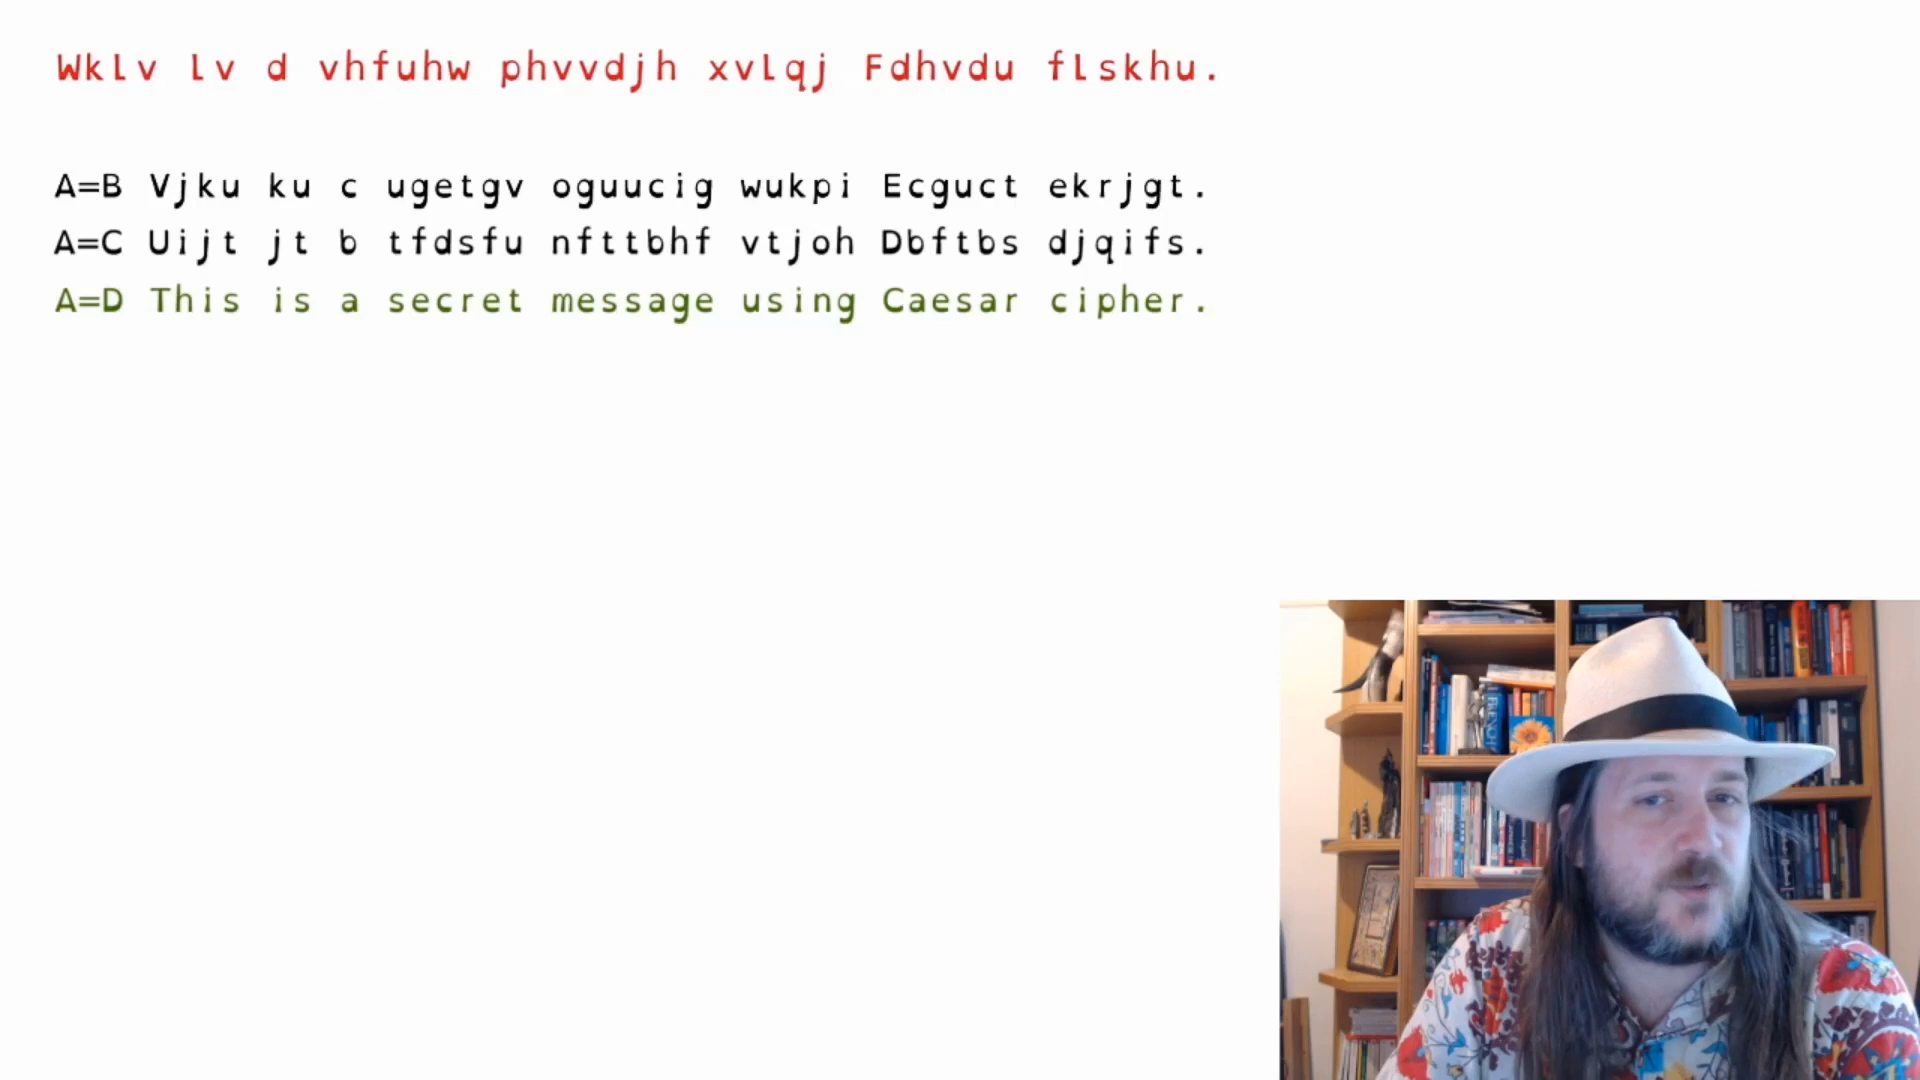 Wklv lv d vhfuhw phvvdjh xvlqj Fdhvdu flskhu.
A=B Vjku ku c ugetgv oguucig wukpi Ecguct ekrjgt.
A=C Uijt jt b tfdsfu nfttbhf vtjoh Dbftbs djqifs.
A=D This is a secret message using Caesar cipher.
FRENCH